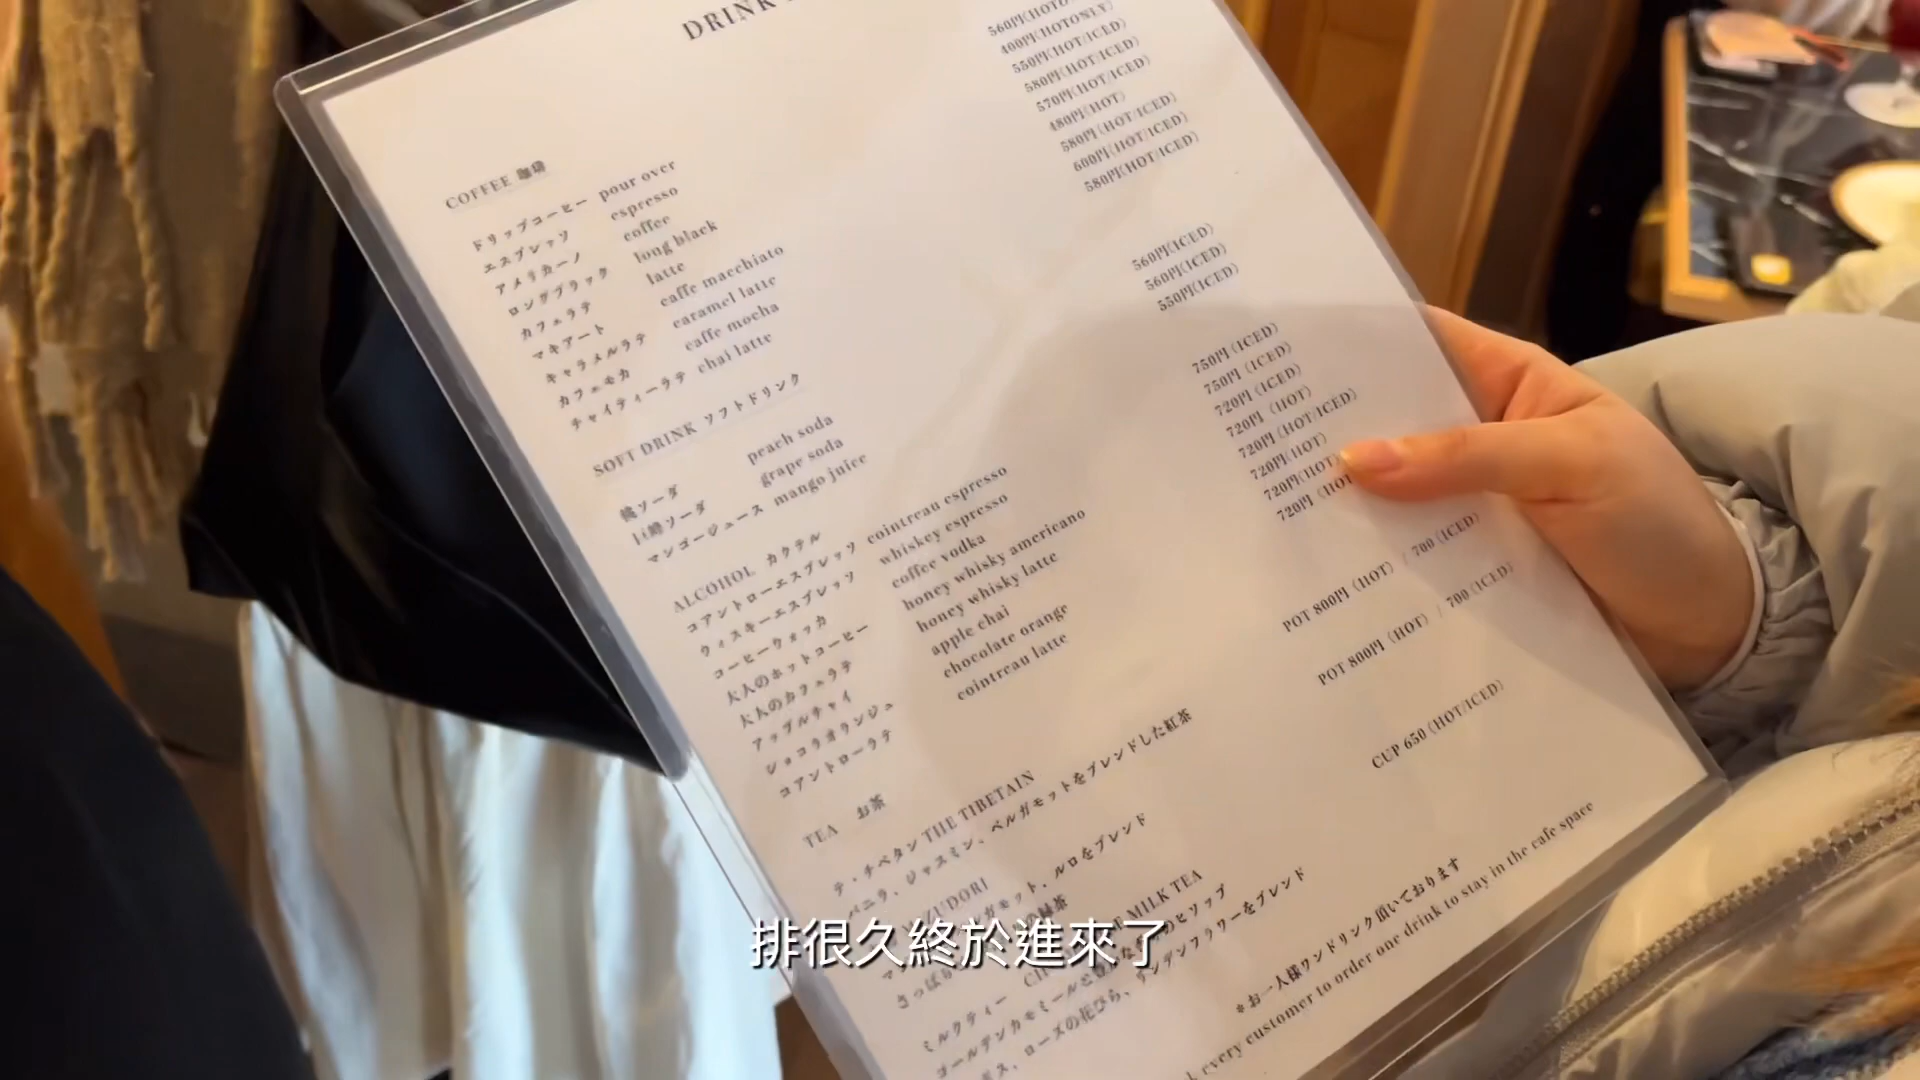 DRINK
COFFEE 珈琲
ドリップコーヒー pour over 560円(HOT
エスプレッソ espresso 400円(HOTONLY)
アメリカーノ coffee 550円(HOT/ICED)
ロングブラック long black 580円(HOT/ICED)
カフェラテ latte 570円(HOT/ICED)
マキアート caffe macchiato 480円(HOT)
キャラメルラテ caramel latte 580円(HOT/ICED)
カフェモカ caffe mocha 600円(HOT/ICED)
チャイティーラテ chai latte 580円(HOT/ICED)
SOFT DRINK ソフトドリンク
桃ソーダ peach soda 560円(ICED)
巨峰ソーダ grape soda 560円(ICED)
マンゴージュース mango juice 550円(ICED)
ALCOHOL カクテル
コアントローエスプレッソ cointreau espresso 750円(ICED)
ウィスキーエスプレッソ whiskey espresso 750円(ICED)
コーヒーウォッカ coffee vodka 720円(ICED)
大人のホットコーヒー honey whisky americano 720円(HOT)
大人のカフェラテ honey whisky latte 720円(HOT/ICED)
アップルチャイ apple chai 720円(HOT)
ショコラオランジュ chocolate orange 720円(HOT)
コアントローラテ cointreau latte 720円(HOT
TEA お茶
テ・チベタン THE TIBETAIN POT 800円(HOT) / 700(ICED)
バニラ、ジャスミン、ベルガモットをブレンドした紅茶
POT 800円(HOT) / 700(ICED)
ガモット、ルロをブレンド
ミルクティー MILK TEA CUP 650(HOT/ICED)
ローズの花びら、リンデンフラワーをブレンド
*お一人様ワンドリンク頂いております
every customer to order one drink to stay in the cafe space
排很久終於進來了